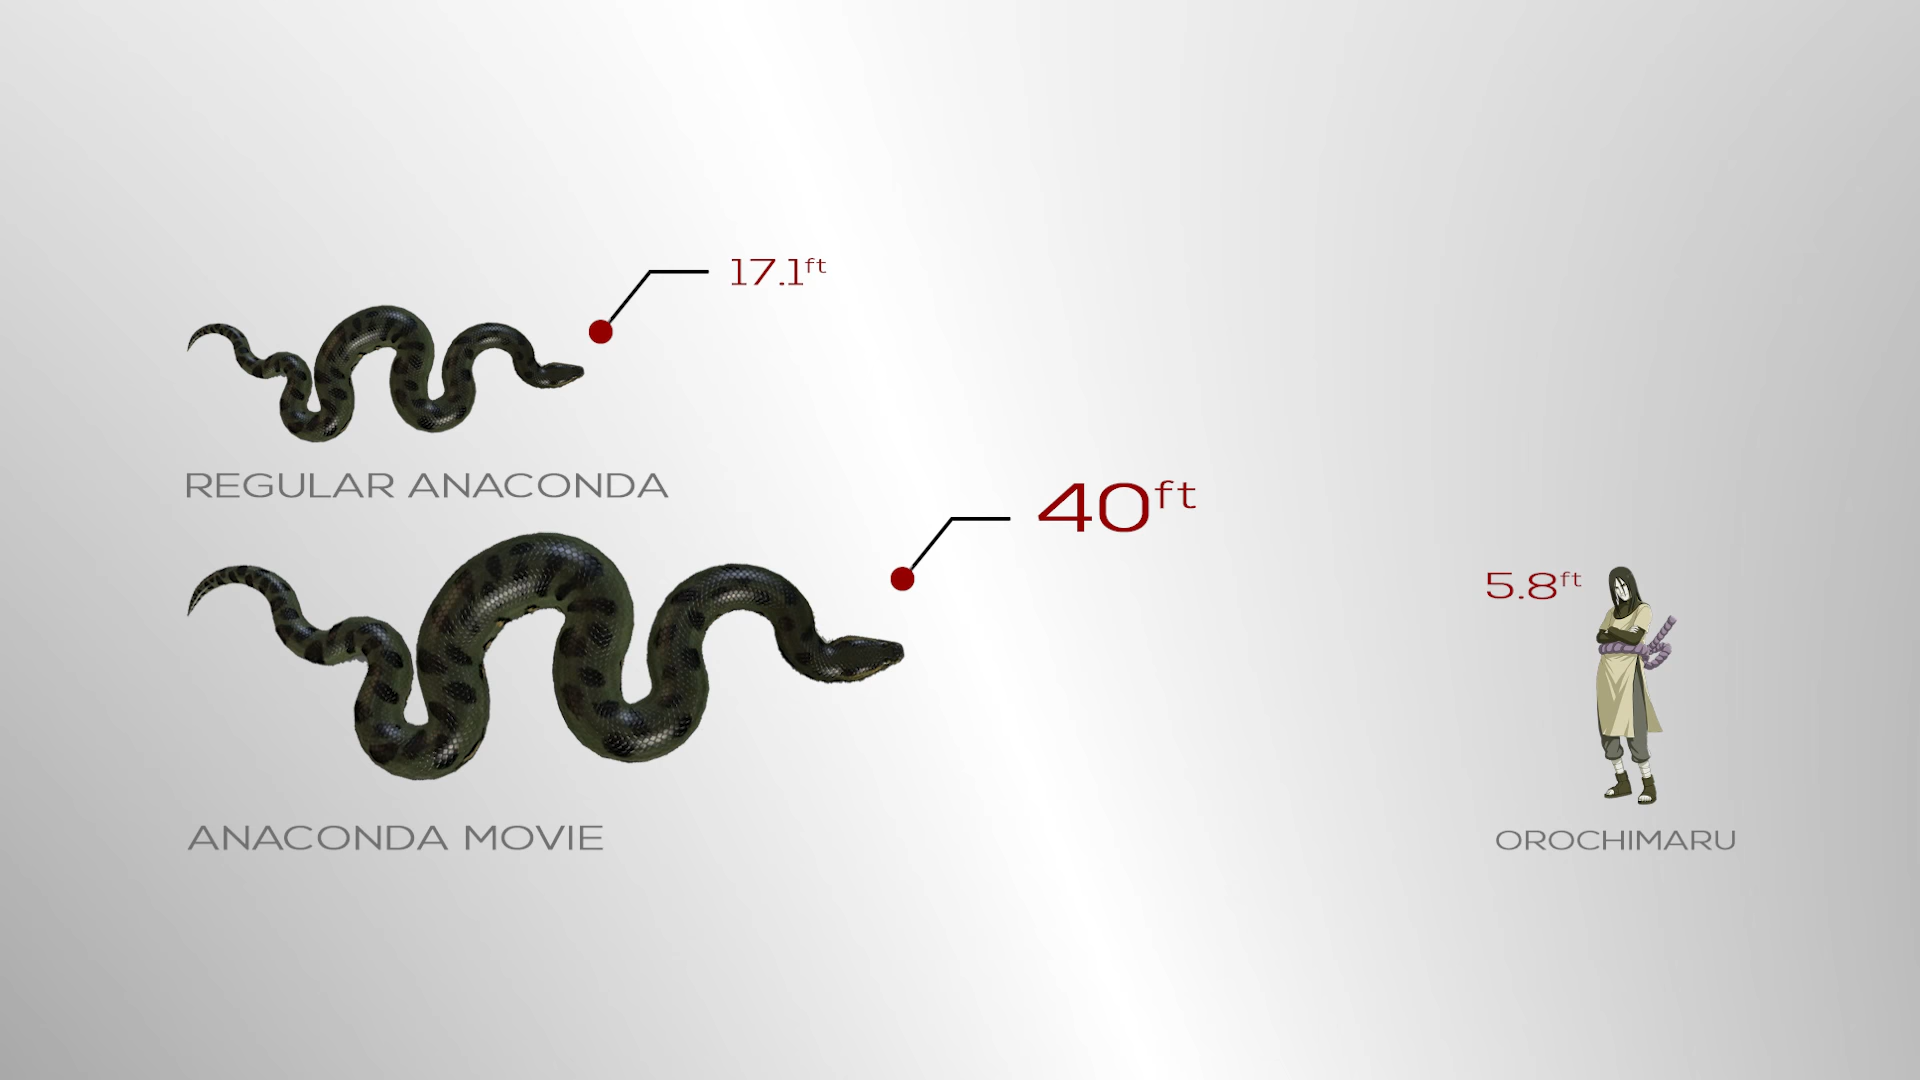 17.1ft
REGULAR ANACONDA
40ft
5.8ft
ANACONDA MOVIE
OROCHIMARU